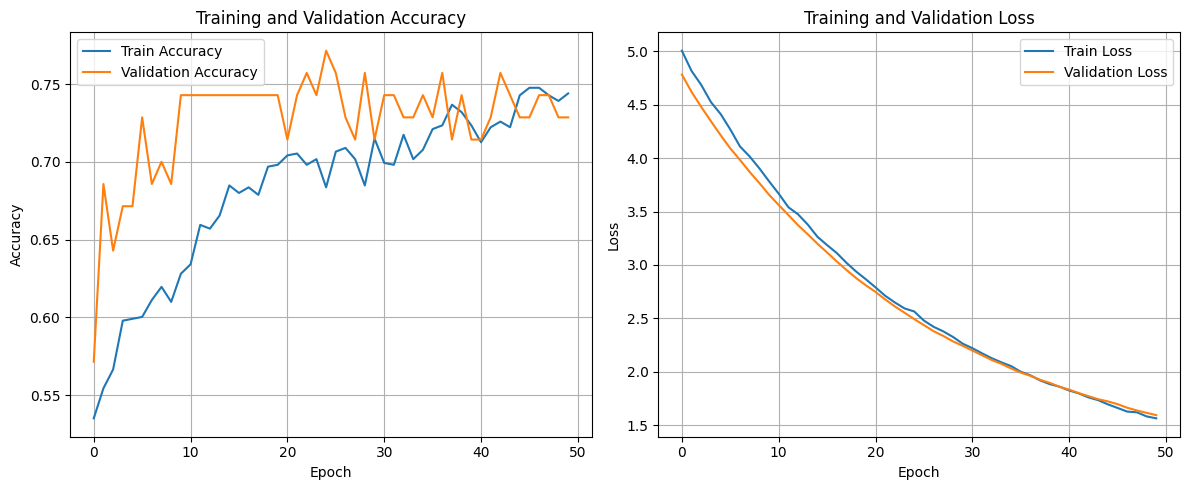 Training and Validation Accuracy
Train Accuracy
Validation Accuracy
0.75
0.70
0.65
0.60
0.55
Accuracy
0 10 20 30 40 50
Epoch
Training and Validation Loss
Train Loss
Validation Loss
5.0
4.5
4.0
3.5
3.0
2.5
2.0
1.5
Loss
0 10 20 30 40 50
Epoch